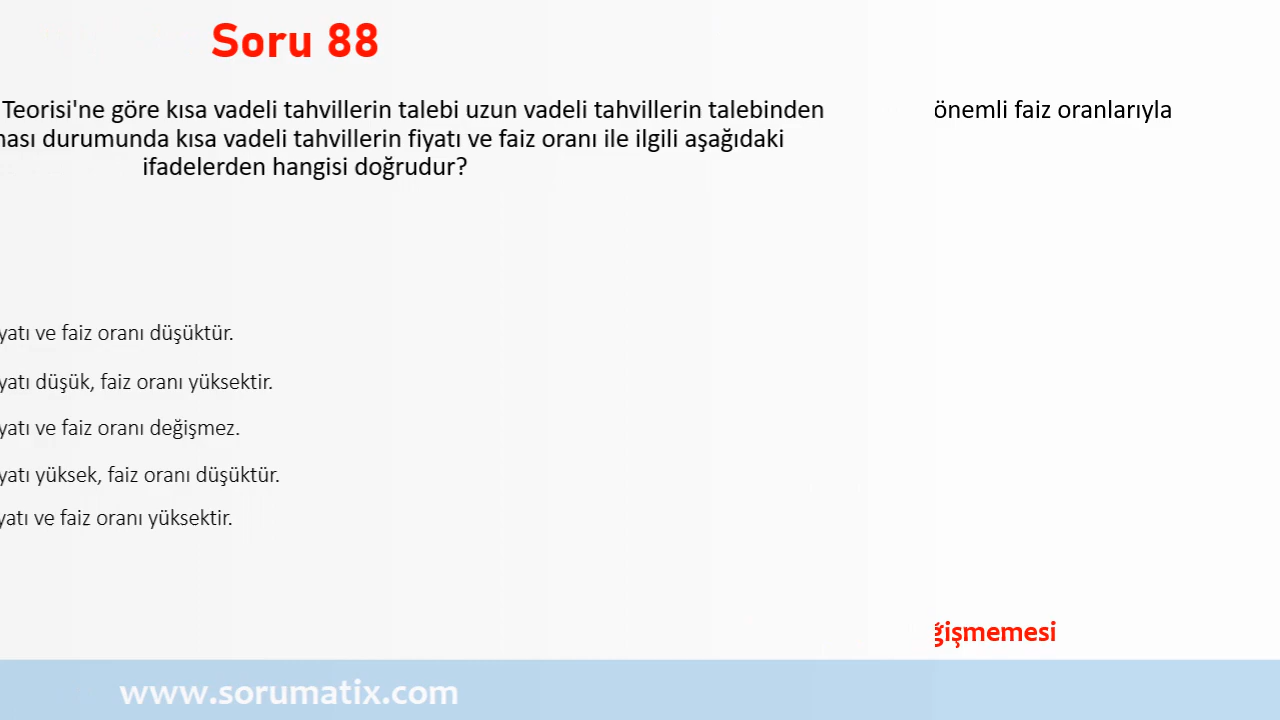 Soru 88
Teorisi'ne göre kısa vadeli tahvillerin talebi uzun vadeli tahvillerin talebinden
durumunda kısa vadeli tahvillerin fiyatı ve faiz oranı ile ilgili aşağıdaki
ifadelerden hangisi doğrudur?
önemli faiz oranlarıyla
yatı ve faiz oranı düşüktür.
yatı düşük, faiz oranı yüksektir.
yatı ve faiz oranı değişmez.
yatı yüksek, faiz oranı düşüktür.
yatı ve faiz oranı yüksektir.
ğişmemesi
www.sorumatix.com